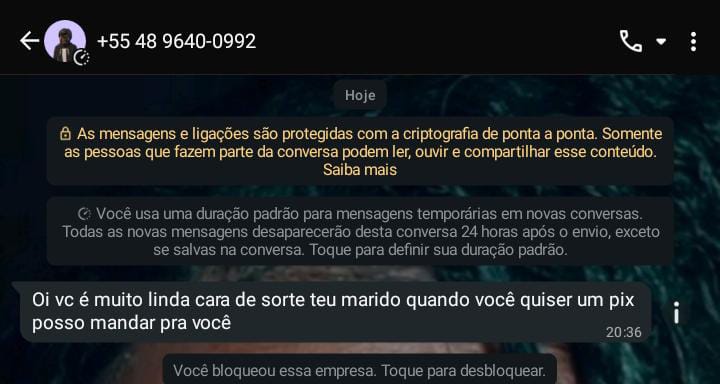 +55 48 9640-0992
Hoje
As mensagens e ligações são protegidas com a criptografia de ponta a ponta. Somente
as pessoas que fazem parte da conversa podem ler, ouvir e compartilhar esse conteúdo.
Saiba mais
Você usa uma duração padrão para mensagens temporárias em novas conversas.
Todas as novas mensagens desaparecerão desta conversa 24 horas após o envio, exceto
se salvas na conversa. Toque para definir sua duração padrão.
Oi vc é muito linda cara de sorte teu marido quando você quiser um pix
posso mandar pra você
20:36
Você bloqueou essa empresa. Toque para desbloquear.